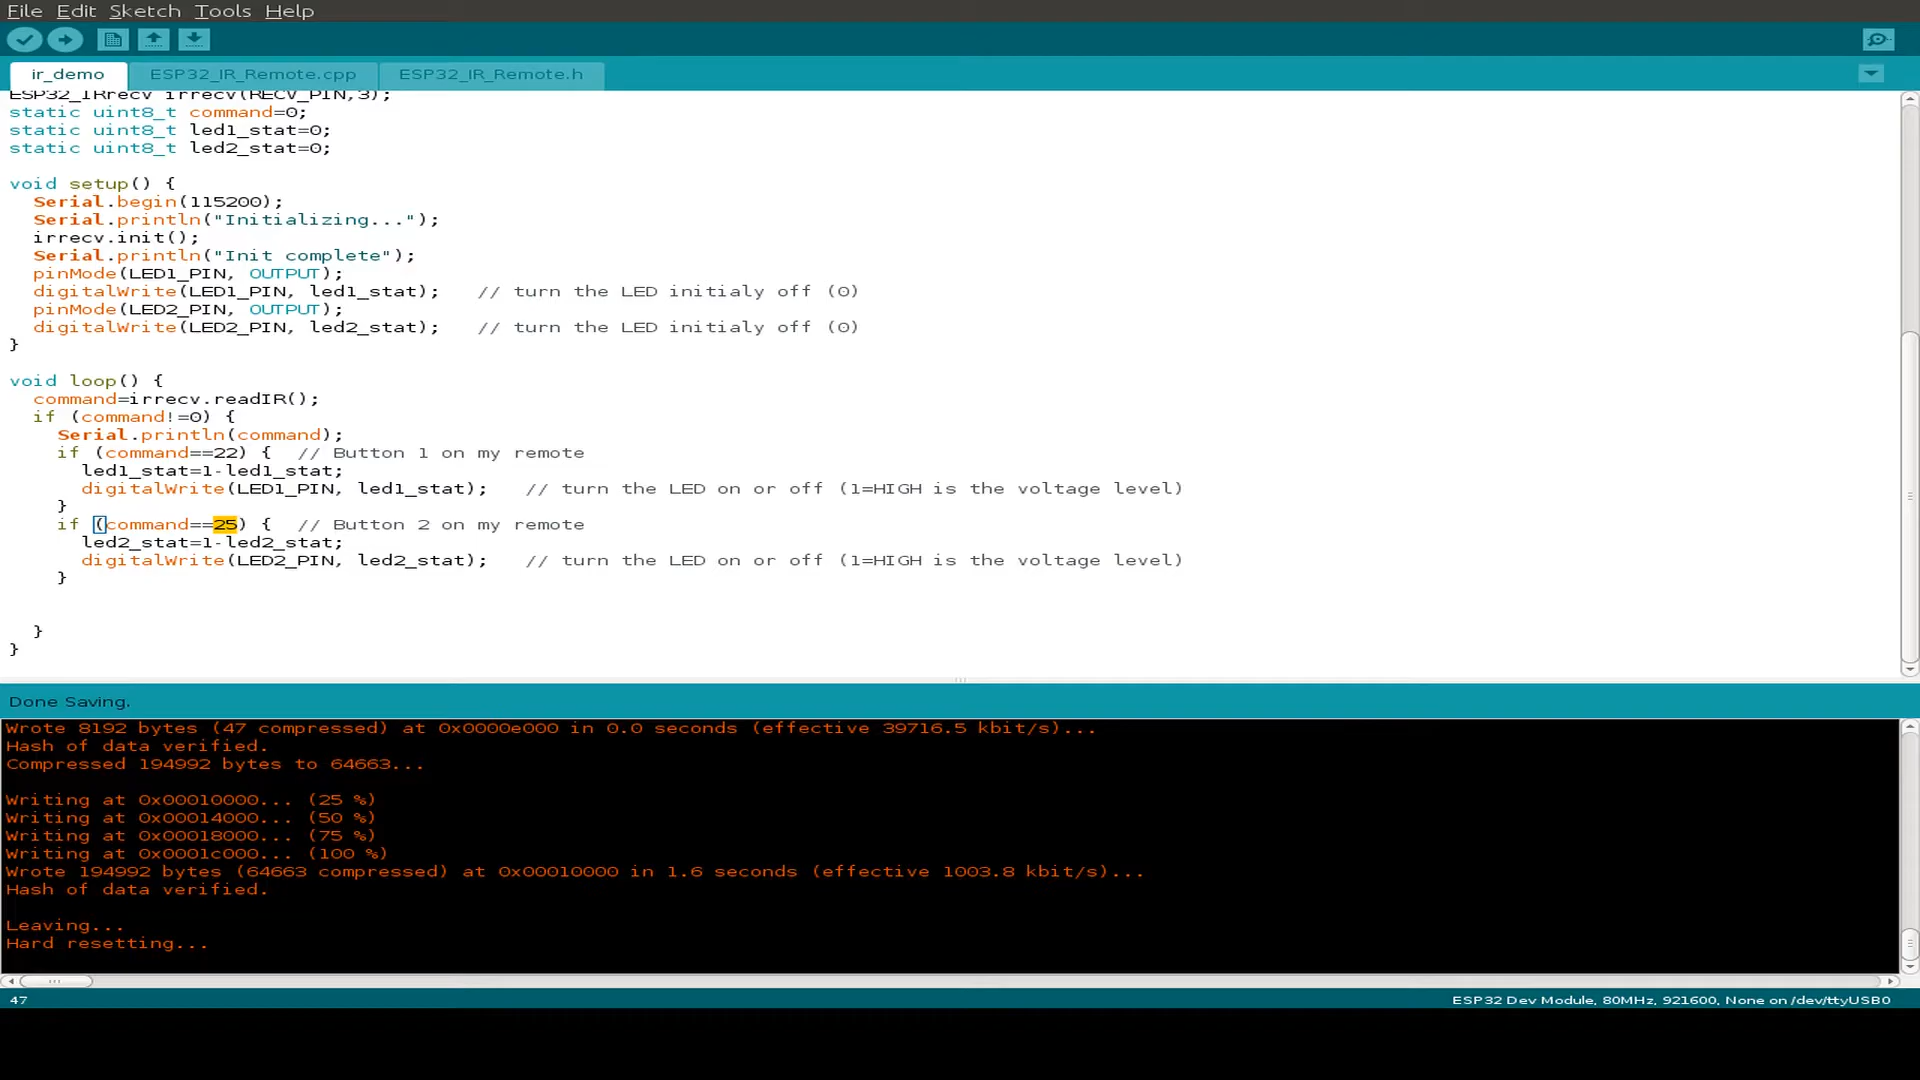 File Edit Sketch Tools Help
ir_demo ESP32_IR_Remote.cpp ESP32_IR_Remote.h
ESP32_IRrecv irrecv(RECV_PIN,3);
static uint8_t command=0;
static uint8_t led1_stat=0;
static uint8_t led2_stat=0;
void setup() {
Serial.begin(115200);
Serial.println("Initializing...");
irrecv.init();
Serial.println("Init complete");
pinMode(LED1_PIN, OUTPUT);
digitalWrite(LED1_PIN, led1_stat); // turn the LED initialy off (0)
pinMode(LED2_PIN, OUTPUT);
digitalWrite(LED2_PIN, led2_stat); // turn the LED initialy off (0)
}
void loop() {
command=irrecv.readIR();
if (command!=0) {
Serial.println(command);
if (command==22) { // Button 1 on my remote
led1_stat=1-led1_stat;
digitalWrite(LED1_PIN, led1_stat); // turn the LED on or off (1=HIGH is the voltage level)
}
if (command==25) { // Button 2 on my remote
led2_stat=1-led2_stat;
digitalWrite(LED2_PIN, led2_stat); // turn the LED on or off (1=HIGH is the voltage level)
}
}
}
Done Saving.
Wrote 8192 bytes (47 compressed) at 0x0000e000 in 0.0 seconds (effective 39716.5 kbit/s)...
Hash of data verified.
Compressed 194992 bytes to 64663...
Writing at 0x00010000... (25 %)
Writing at 0x00014000... (50 %)
Writing at 0x00018000... (75 %)
Writing at 0x0001c000... (100 %)
Wrote 194992 bytes (64663 compressed) at 0x00010000 in 1.6 seconds (effective 1003.8 kbit/s)...
Hash of data verified.
Leaving...
Hard resetting...
47 ESP32 Dev Module, 80MHz, 921600, None on /dev/ttyUSB0